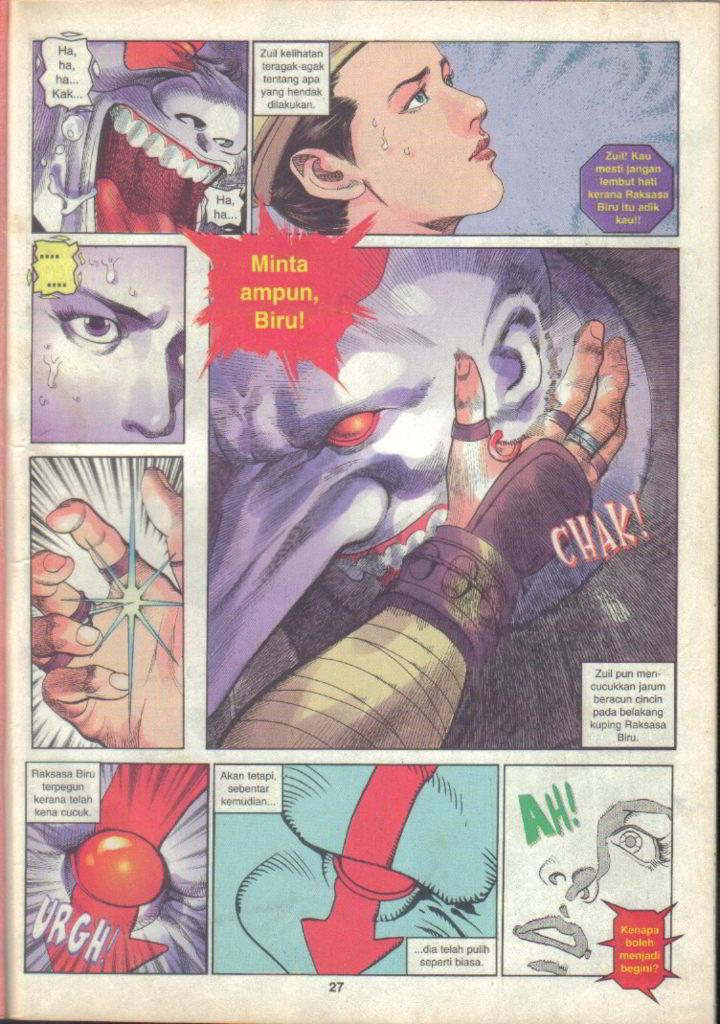 Ha,
ha,
ha...
Kak...
Ha,
ha...
Zuil kelihatan
teragak-agak
tentang apa
yang hendak
dilakukan.
Zuil! Kau
mesti jangan
lembut hati
kerana Raksasa
Biru itu adik
kau!!
....
....
Minta
ampun,
Biru!
CHAK!
Zuil pun men-
cucukkan jarum
beracun cincin
pada belakang
kuping Raksasa
Biru.
Raksasa Biru
terpegun
kerana telah
kena cucuk.
URGH!
Akan tetapi,
sebentar
kemudian...
...dia telah pulih
seperti biasa.
AH!
Kenapa
boleh
menjadi
begini?
27